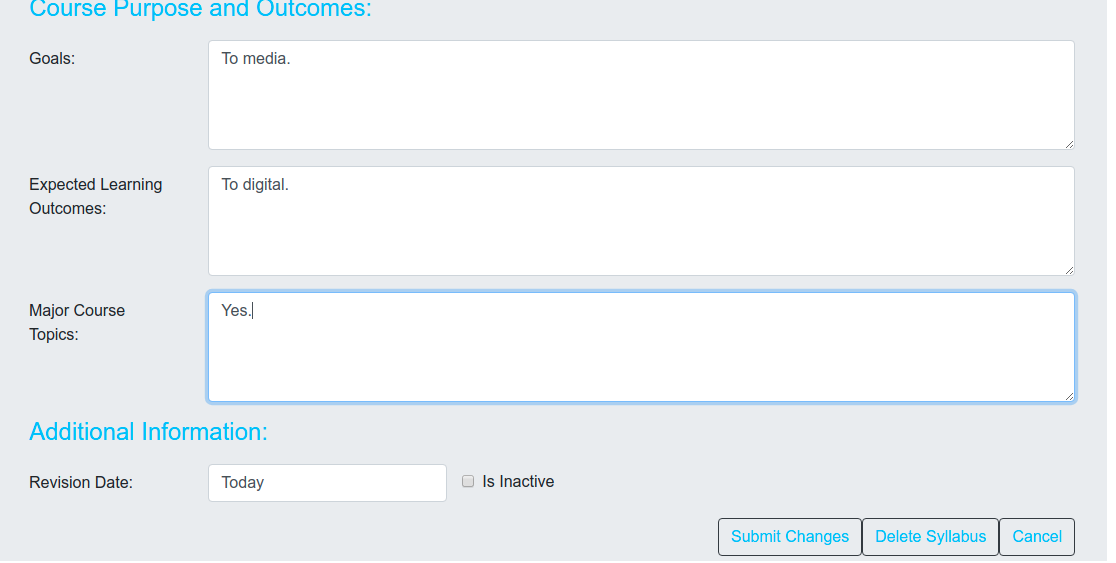 Course Purpose and Outcomes:
Goals:
To media.
Expected Learning
Outcomes:
To digital.
Major Course
Topics:
Yes.
Additional Information:
Revision Date:
Today
Is Inactive
Submit Changes
Delete Syllabus
Cancel